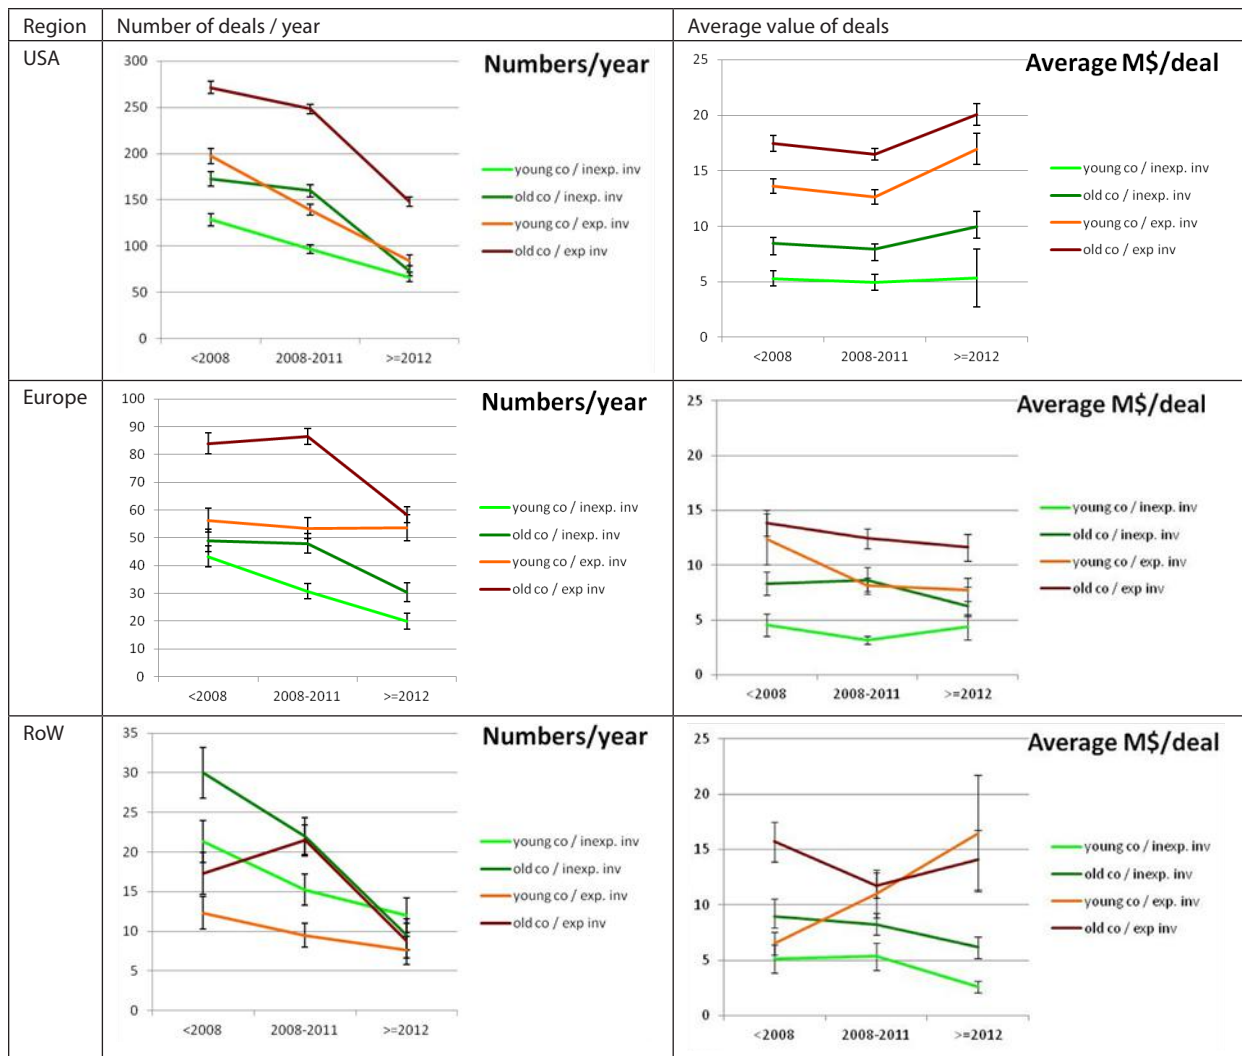 Region Number of deals / year Average value of deals
USA
Numbers/year
300
250
200
150
100
50
0
<2008 2008-2011 >=2012
young co / inexp. inv
old co / inexp. inv
young co / exp. inv
old co / exp inv
Average M$/deal
25
20
15
10
5
0
<2008 2008-2011 >=2012
young co / inexp. inv
old co / inexp. inv
young co / exp. inv
old co / exp inv
Europe
Numbers/year
100
90
80
70
60
50
40
30
20
10
0
<2008 2008-2011 >=2012
young co / inexp. inv
old co / inexp. inv
young co / exp. inv
old co / exp inv
Average M$/deal
25
20
15
10
5
0
<2008 2008-2011 >=2012
young co / inexp. inv
old co / inexp. inv
young co / exp. inv
old co / exp inv
RoW
Numbers/year
35
30
25
20
15
10
5
0
<2008 2008-2011 >=2012
young co / inexp. inv
old co / inexp. inv
young co / exp. inv
old co / exp inv
Average M$/deal
25
20
15
10
5
0
<2008 2008-2011 >=2012
young co / inexp. inv
old co / inexp. inv
young co / exp. inv
old co / exp inv